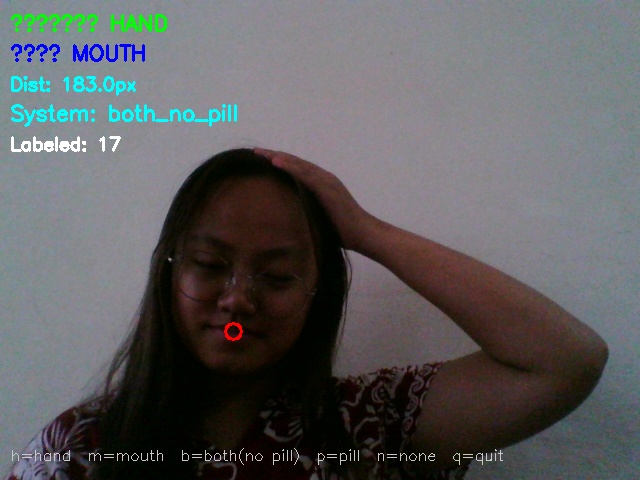 ??????? HAND
???? MOUTH
Dist: 183.0px
System: both_no_pill
Labeled: 17
h=hand m=mouth b=both(no pill) p=pill n=none q=quit